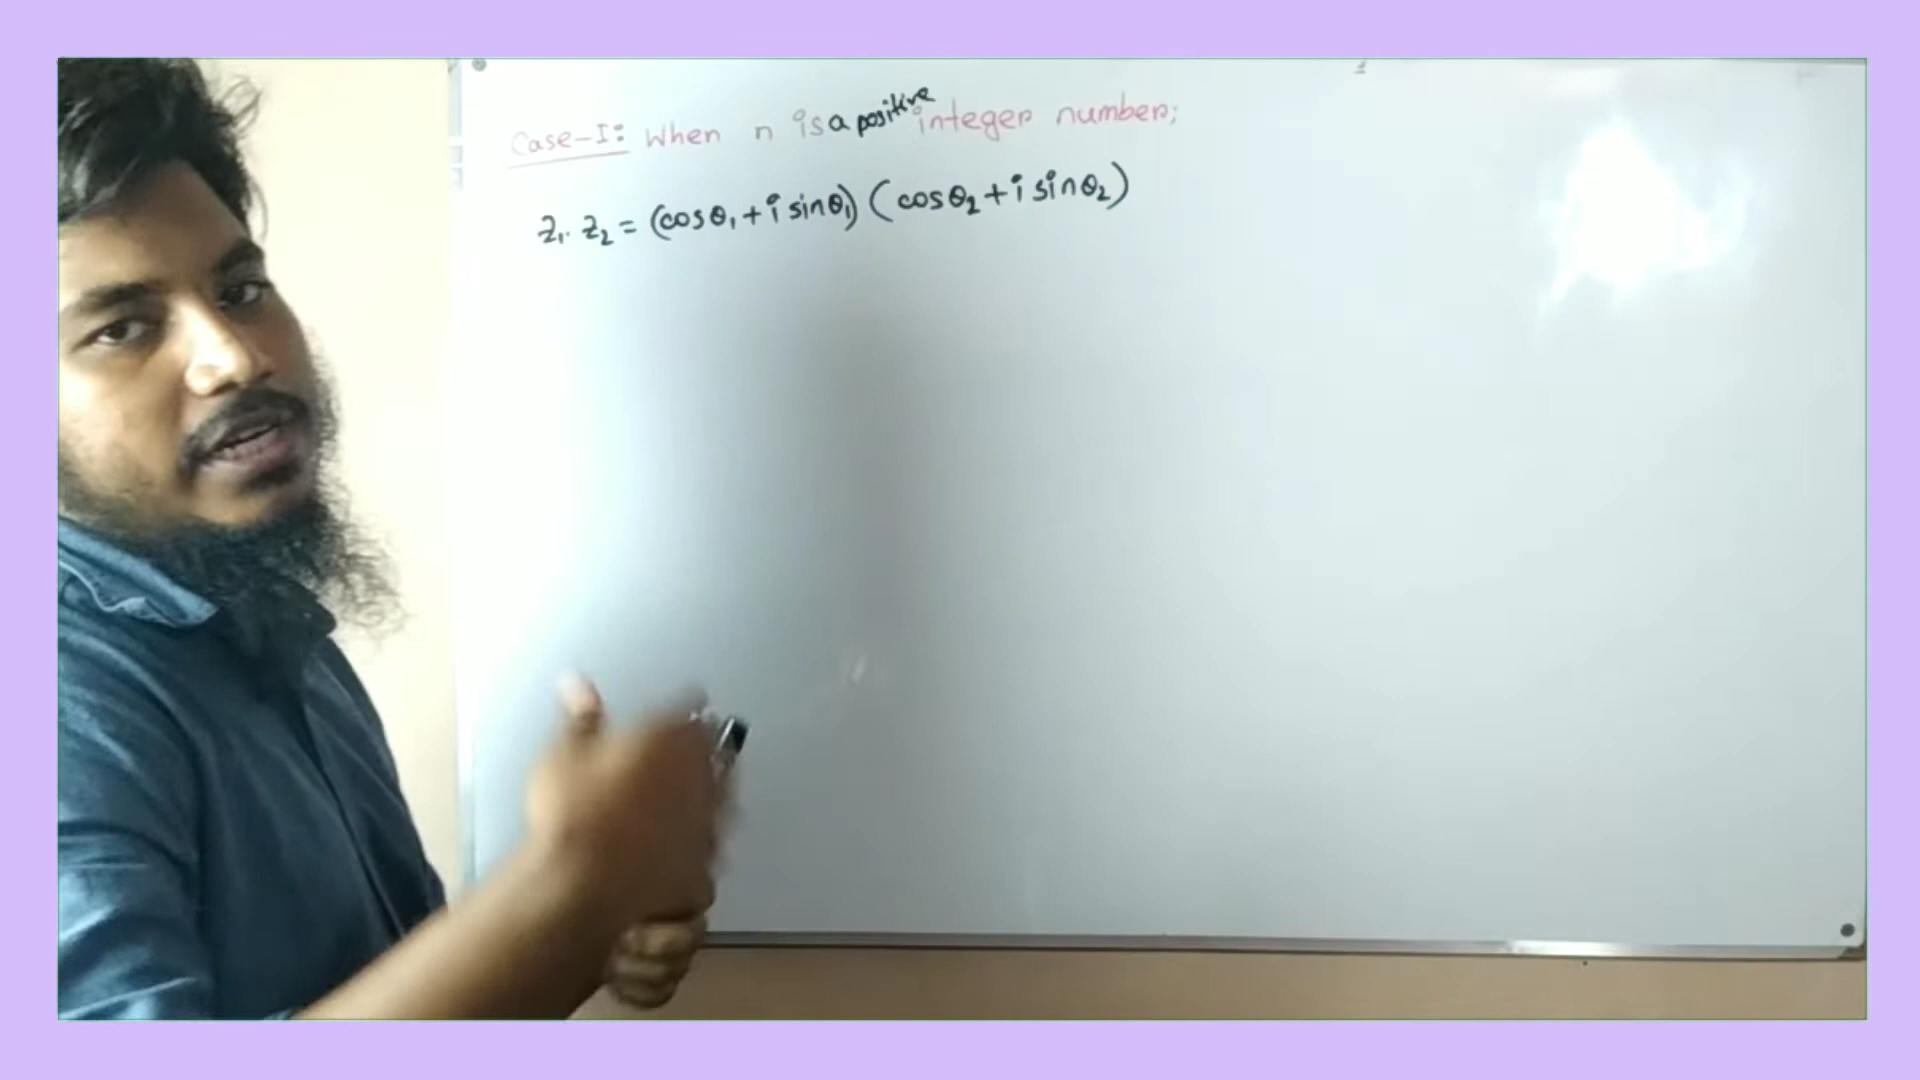 Case-I: When n is a positive integer number;
z₁. z₂ = (cosθ₁ + i sinθ₁) (cosθ₂ + i sinθ₂)